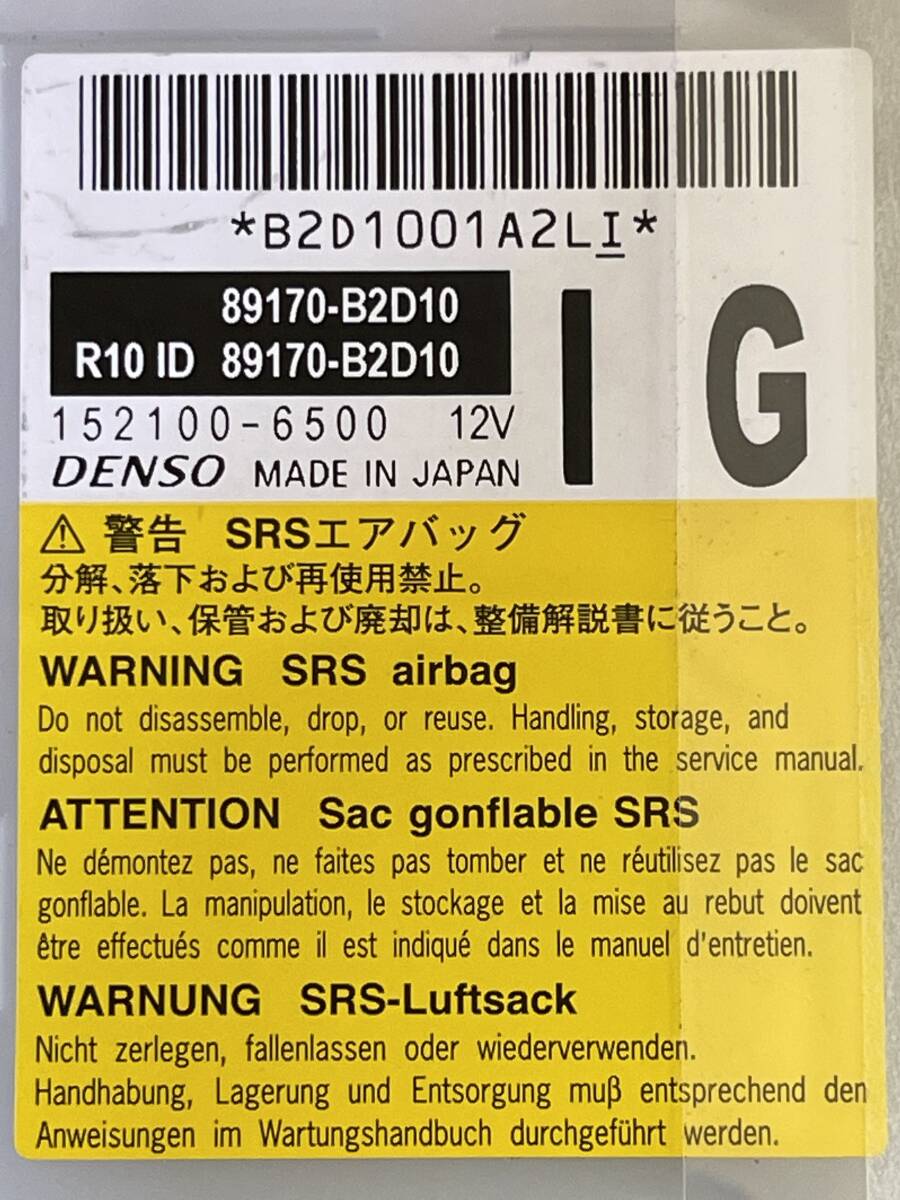 *B2D1001A2LI*
89170-B2D10
R10 ID 89170-B2D10
152100-6500 12V
DENSO MADE IN JAPAN
I G
⚠ 警告 SRSエアバッグ
分解、落下および再使用禁止。
取り扱い、保管および廃却は、整備解説書に従うこと。
WARNING SRS airbag
Do not disassemble, drop, or reuse. Handling, storage, and
disposal must be performed as prescribed in the service manual.
ATTENTION Sac gonflable SRS
Ne démontez pas, ne faites pas tomber et ne réutilisez pas le sac
gonflable. La manipulation, le stockage et la mise au rebut doivent
être effectués comme il est indiqué dans le manuel d'entretien.
WARNUNG SRS-Luftsack
Nicht zerlegen, fallenlassen oder wiederverwenden.
Handhabung, Lagerung und Entsorgung muβ entsprechend den
Anweisungen im Wartungshandbuch durchgeführt werden.